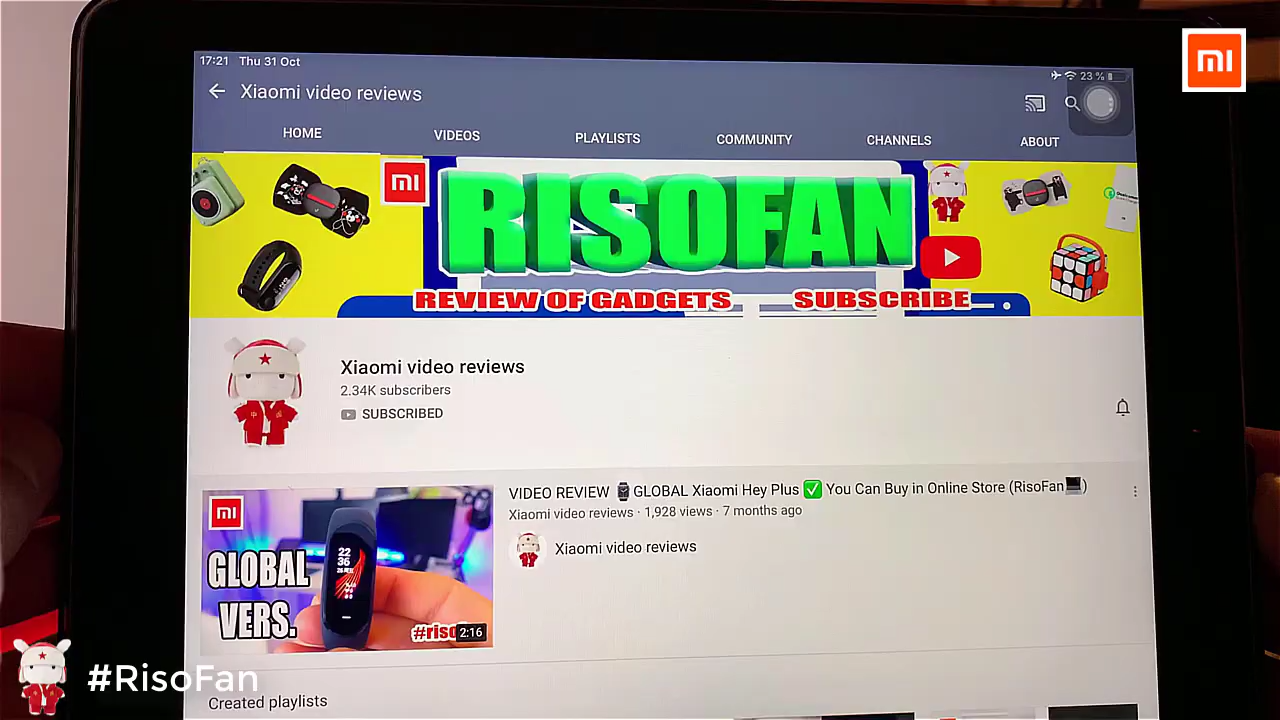 17:21 Thu 31 Oct
23 %
Xiaomi video reviews
HOME VIDEOS PLAYLISTS COMMUNITY CHANNELS ABOUT
RISOFAN
REVIEW OF GADGETS SUBSCRIBE
Xiaomi video reviews
2.34K subscribers
SUBSCRIBED
VIDEO REVIEW ⌚GLOBAL Xiaomi Hey Plus ✅ You Can Buy in Online Store (RisoFan💻)
Xiaomi video reviews · 1,928 views · 7 months ago
Xiaomi video reviews
GLOBAL
VERS.
22
36
#riso
2:16
Created playlists
#RisoFan